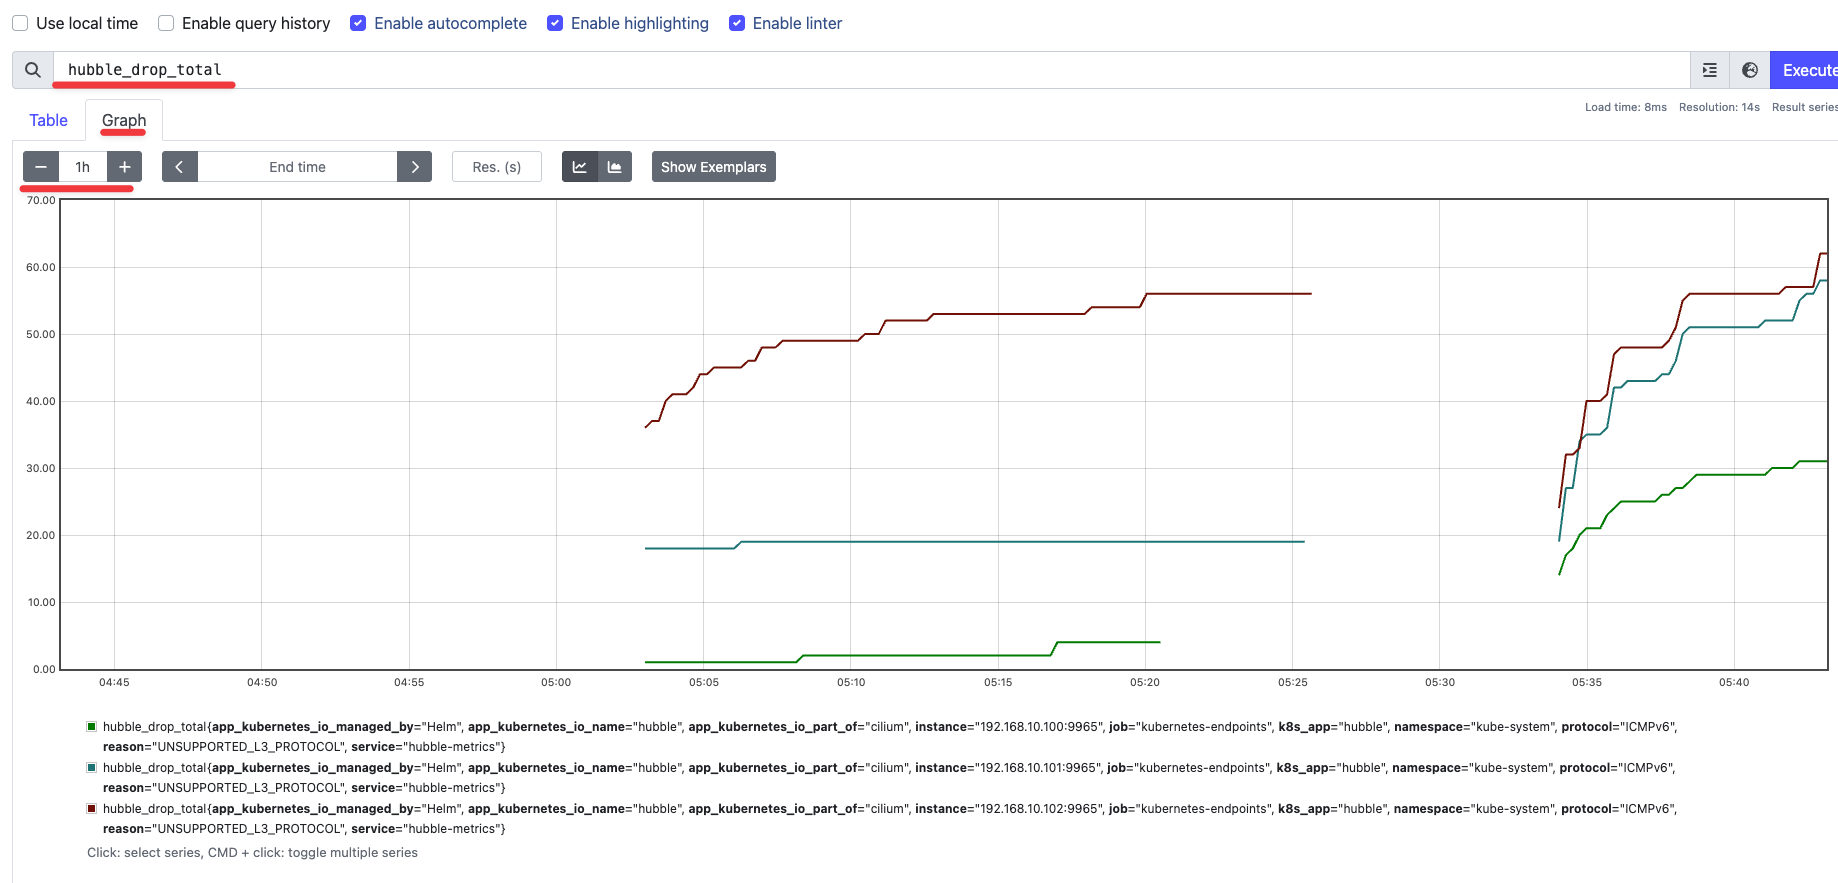 Use local time Enable query history Enable autocomplete Enable highlighting Enable linter
hubble_drop_total Execute
Load time: 8ms Resolution: 14s Result series
Table Graph
− 1h + End time Res. (s) Show Exemplars
70.00
60.00
50.00
40.00
30.00
20.00
10.00
0.00
04:45 04:50 04:55 05:00 05:05 05:10 05:15 05:20 05:25 05:30 05:35 05:40
hubble_drop_total{app_kubernetes_io_managed_by="Helm", app_kubernetes_io_name="hubble", app_kubernetes_io_part_of="cilium", instance="192.168.10.100:9965", job="kubernetes-endpoints", k8s_app="hubble", namespace="kube-system", protocol="ICMPv6",
reason="UNSUPPORTED_L3_PROTOCOL", service="hubble-metrics"}
hubble_drop_total{app_kubernetes_io_managed_by="Helm", app_kubernetes_io_name="hubble", app_kubernetes_io_part_of="cilium", instance="192.168.10.101:9965", job="kubernetes-endpoints", k8s_app="hubble", namespace="kube-system", protocol="ICMPv6",
reason="UNSUPPORTED_L3_PROTOCOL", service="hubble-metrics"}
hubble_drop_total{app_kubernetes_io_managed_by="Helm", app_kubernetes_io_name="hubble", app_kubernetes_io_part_of="cilium", instance="192.168.10.102:9965", job="kubernetes-endpoints", k8s_app="hubble", namespace="kube-system", protocol="ICMPv6",
reason="UNSUPPORTED_L3_PROTOCOL", service="hubble-metrics"}
Click: select series, CMD + click: toggle multiple series